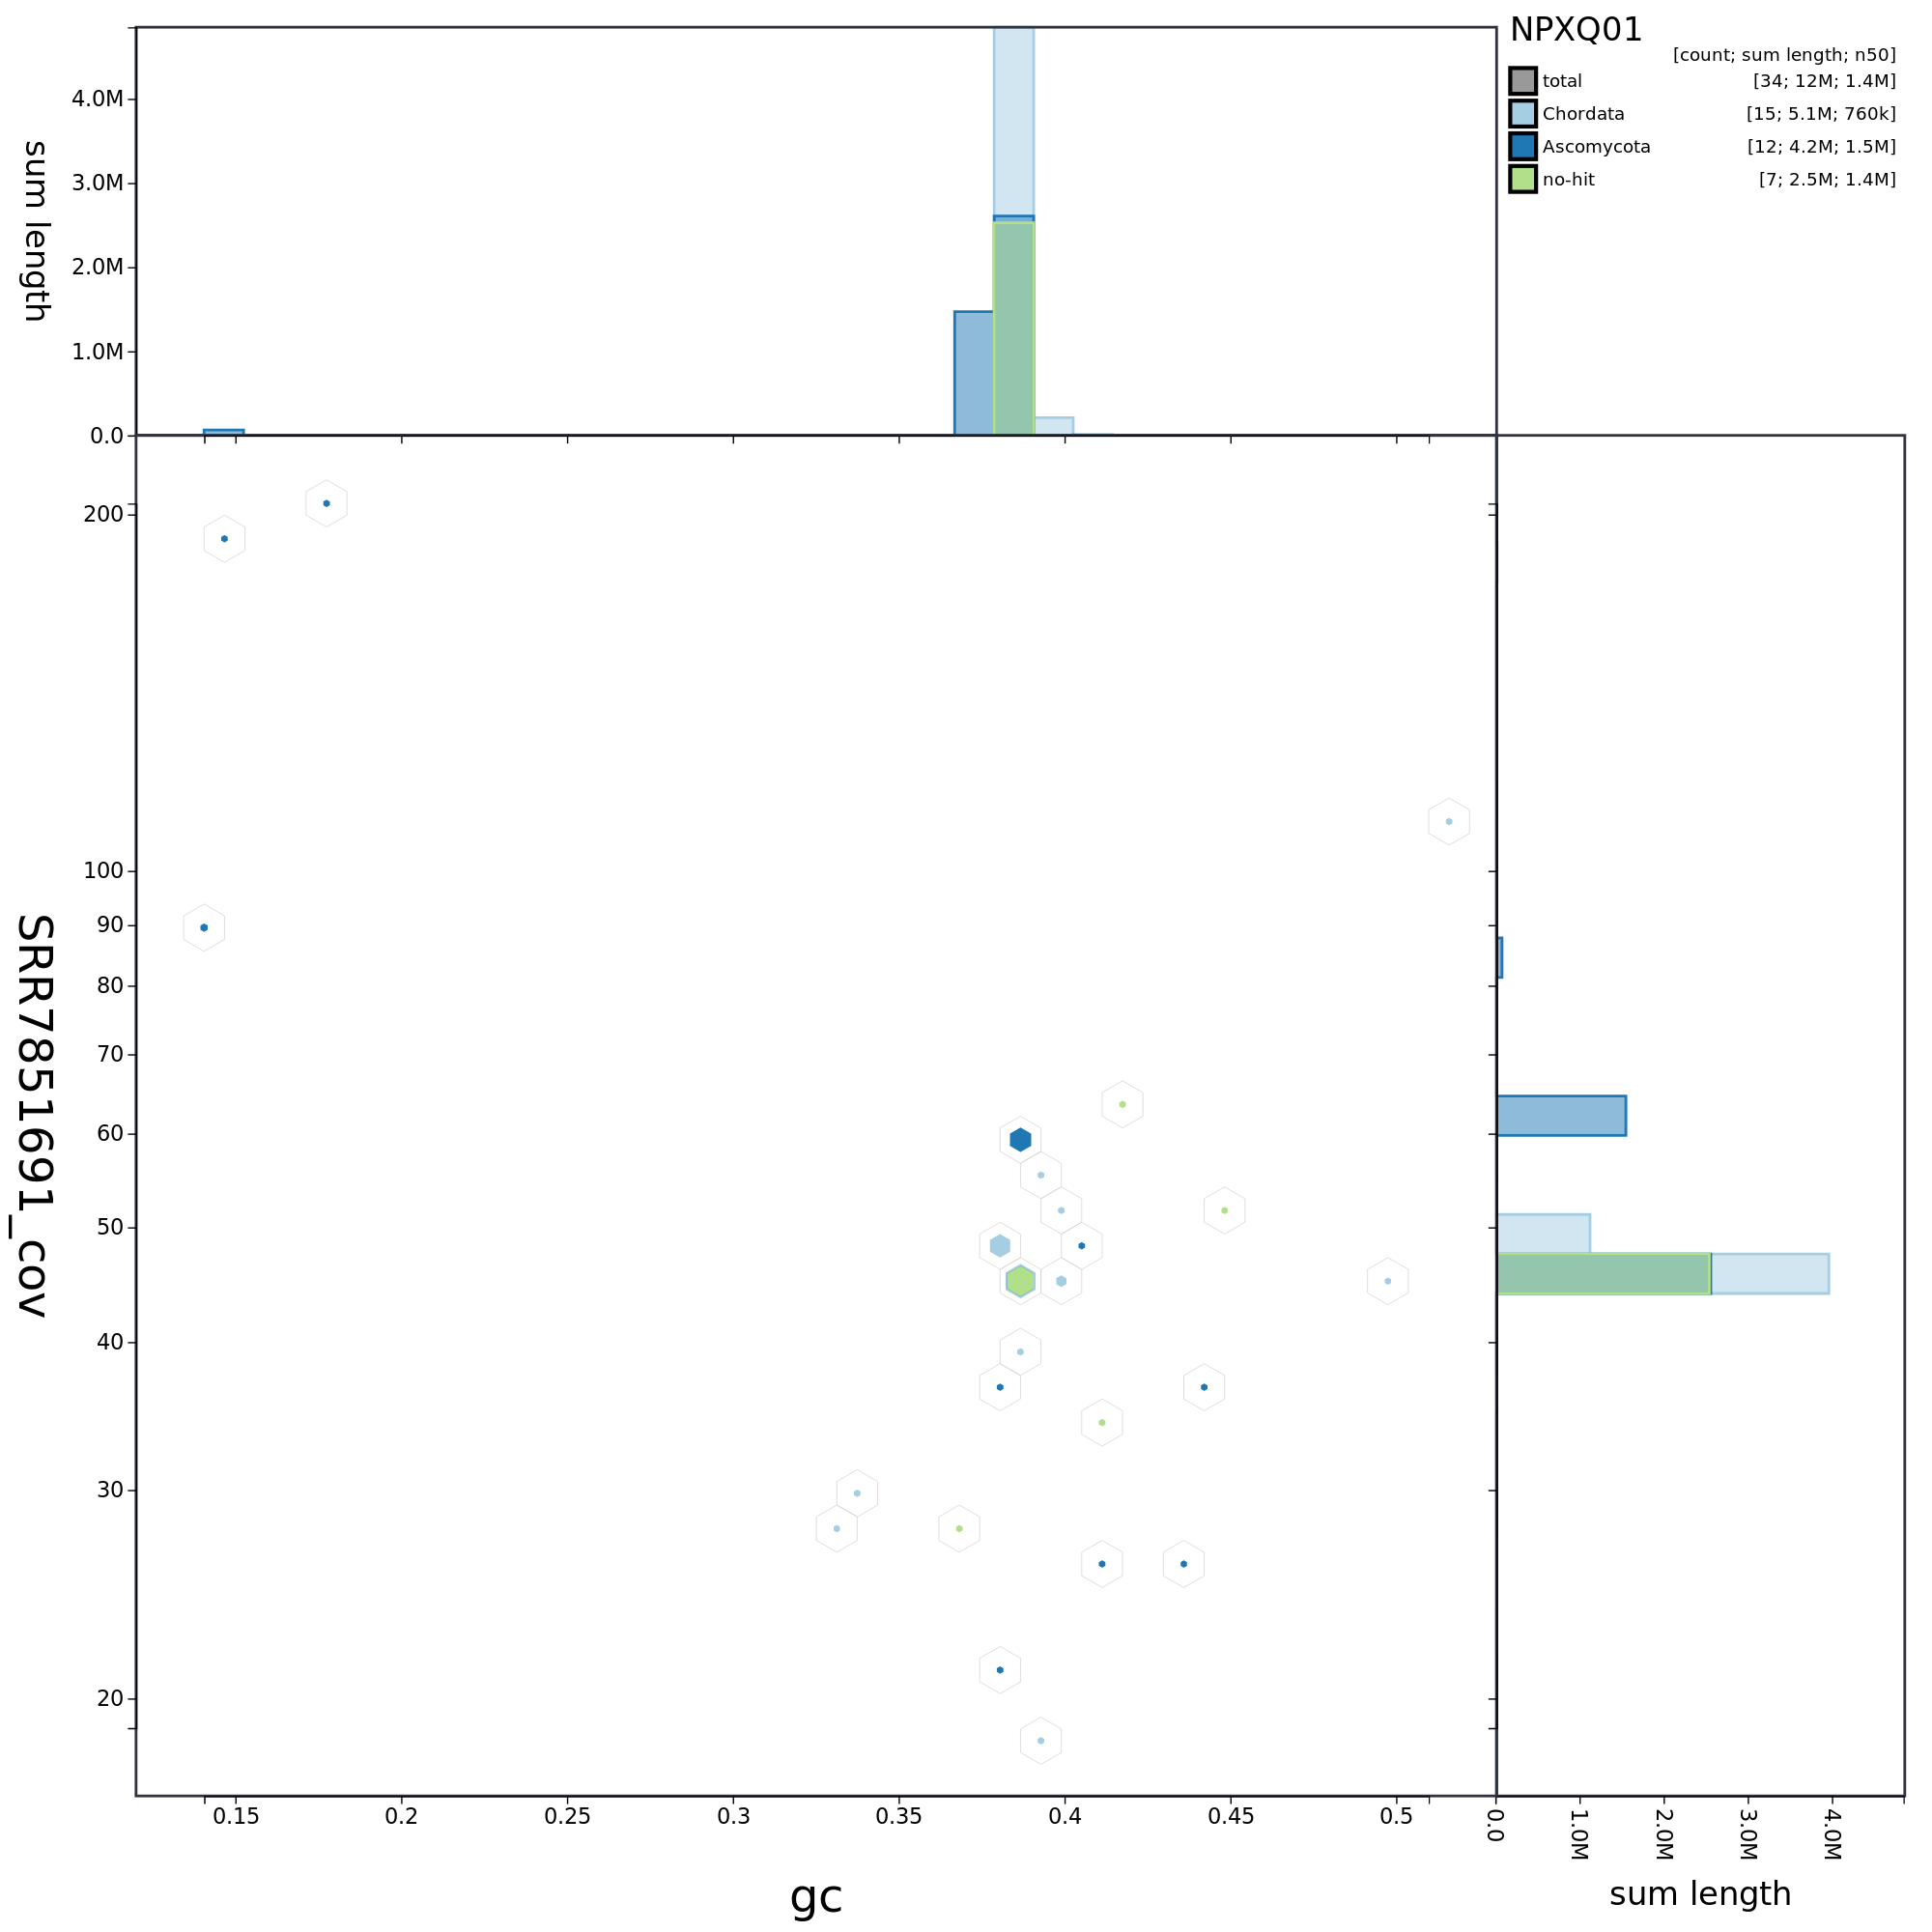 NPXQ01
[count; sum length; n50]
total [34; 12M; 1.4M]
Chordata [15; 5.1M; 760k]
Ascomycota [12; 4.2M; 1.5M]
no-hit [7; 2.5M; 1.4M]
sum length
4.0M
3.0M
2.0M
1.0M
0.0
SRR7851691_cov
200
100
90
80
70
60
50
40
30
20
0.15 0.2 0.25 0.3 0.35 0.4 0.45 0.5
gc
0.0 1.0M 2.0M 3.0M 4.0M
sum length